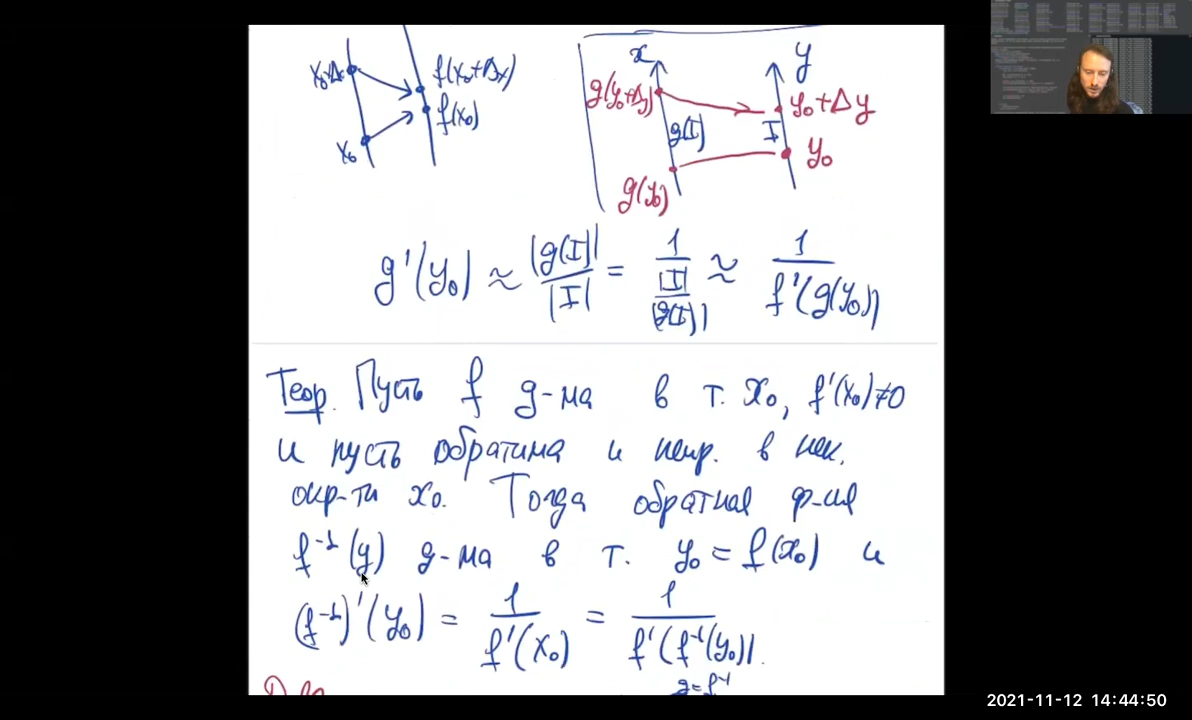 x₀+Δx
f(x₀+Δx)
f(x₀)
x₀
x
y
g(y₀+Δy)
y₀+Δy
g(I)
I
y₀
g(y₀)
g'(y₀) ≈ |g(I)|/|I| = 1/(|I|/|g(I)|) ≈ 1/f'(g(y₀))
Теор. Пусть f д-ма в т. x₀, f'(x₀)≠0
и пусть обратима и непр. в нек.
окр-ти x₀. Тогда обратная ф-ия
f⁻¹(y) д-ма в т. y₀ = f(x₀) и
(f⁻¹)'(y₀) = 1/f'(x₀) = 1/f'(f⁻¹(y₀)).
g=f⁻¹
2021-11-12 14:44:50